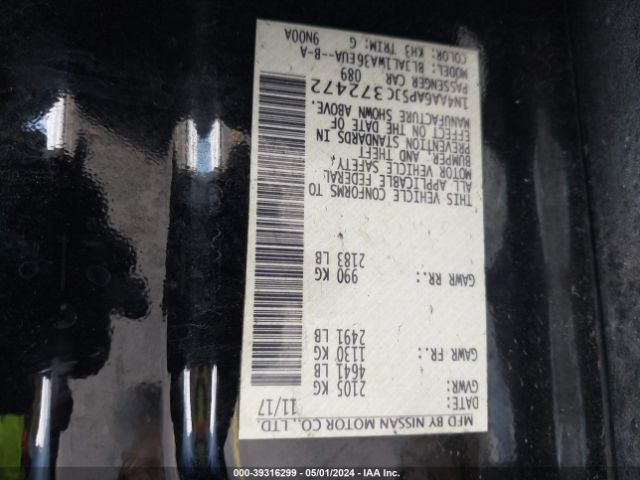 MFD BY NISSAN MOTOR CO., LTD.
DATE: 11/17
GVWR: 2105 KG
4641 LB
GAWR FR.: 1130 KG
2491 LB
GAWR RR.: 990 KG
2183 LB
THIS VEHICLE CONFORMS TO
ALL APPLICABLE FEDERAL
MOTOR VEHICLE SAFETY,
BUMPER, AND THEFT
PREVENTION STANDARDS IN
EFFECT ON THE DATE OF
MANUFACTURE SHOWN ABOVE.
1N4AA6AP5JC372472
PASSENGER CAR 089
MODEL: BLJALLWA36EUA--B-A
COLOR: KH3 TRIM: G 9N00A
000-39316299 - 05/01/2024 - IAA Inc.